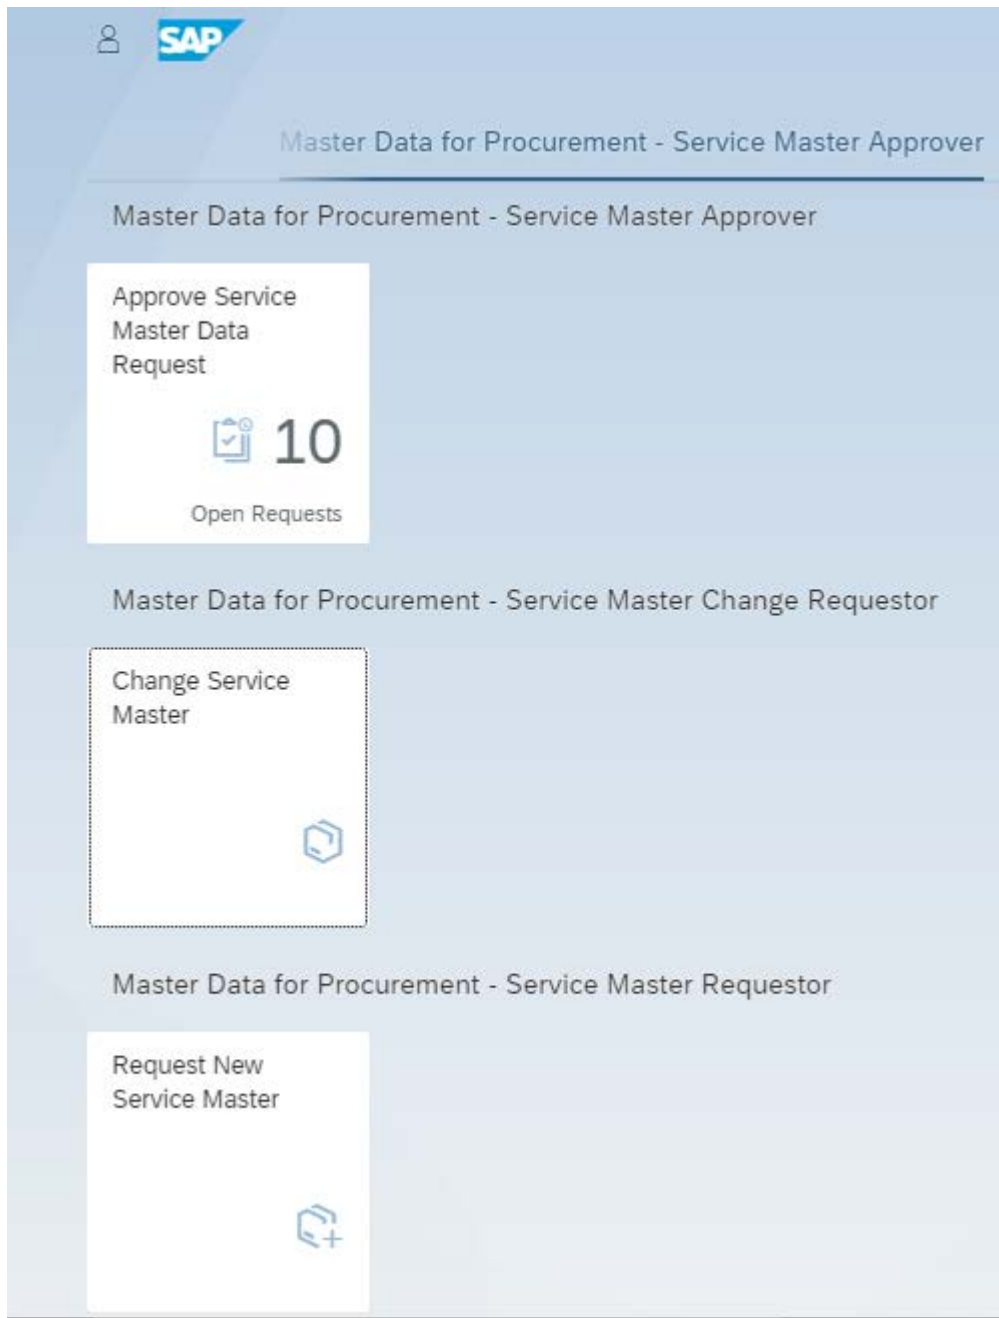 SAP
Master Data for Procurement - Service Master Approver
Master Data for Procurement - Service Master Approver
Approve Service
Master Data
Request
10
Open Requests
Master Data for Procurement - Service Master Change Requestor
Change Service
Master
Master Data for Procurement - Service Master Requestor
Request New
Service Master